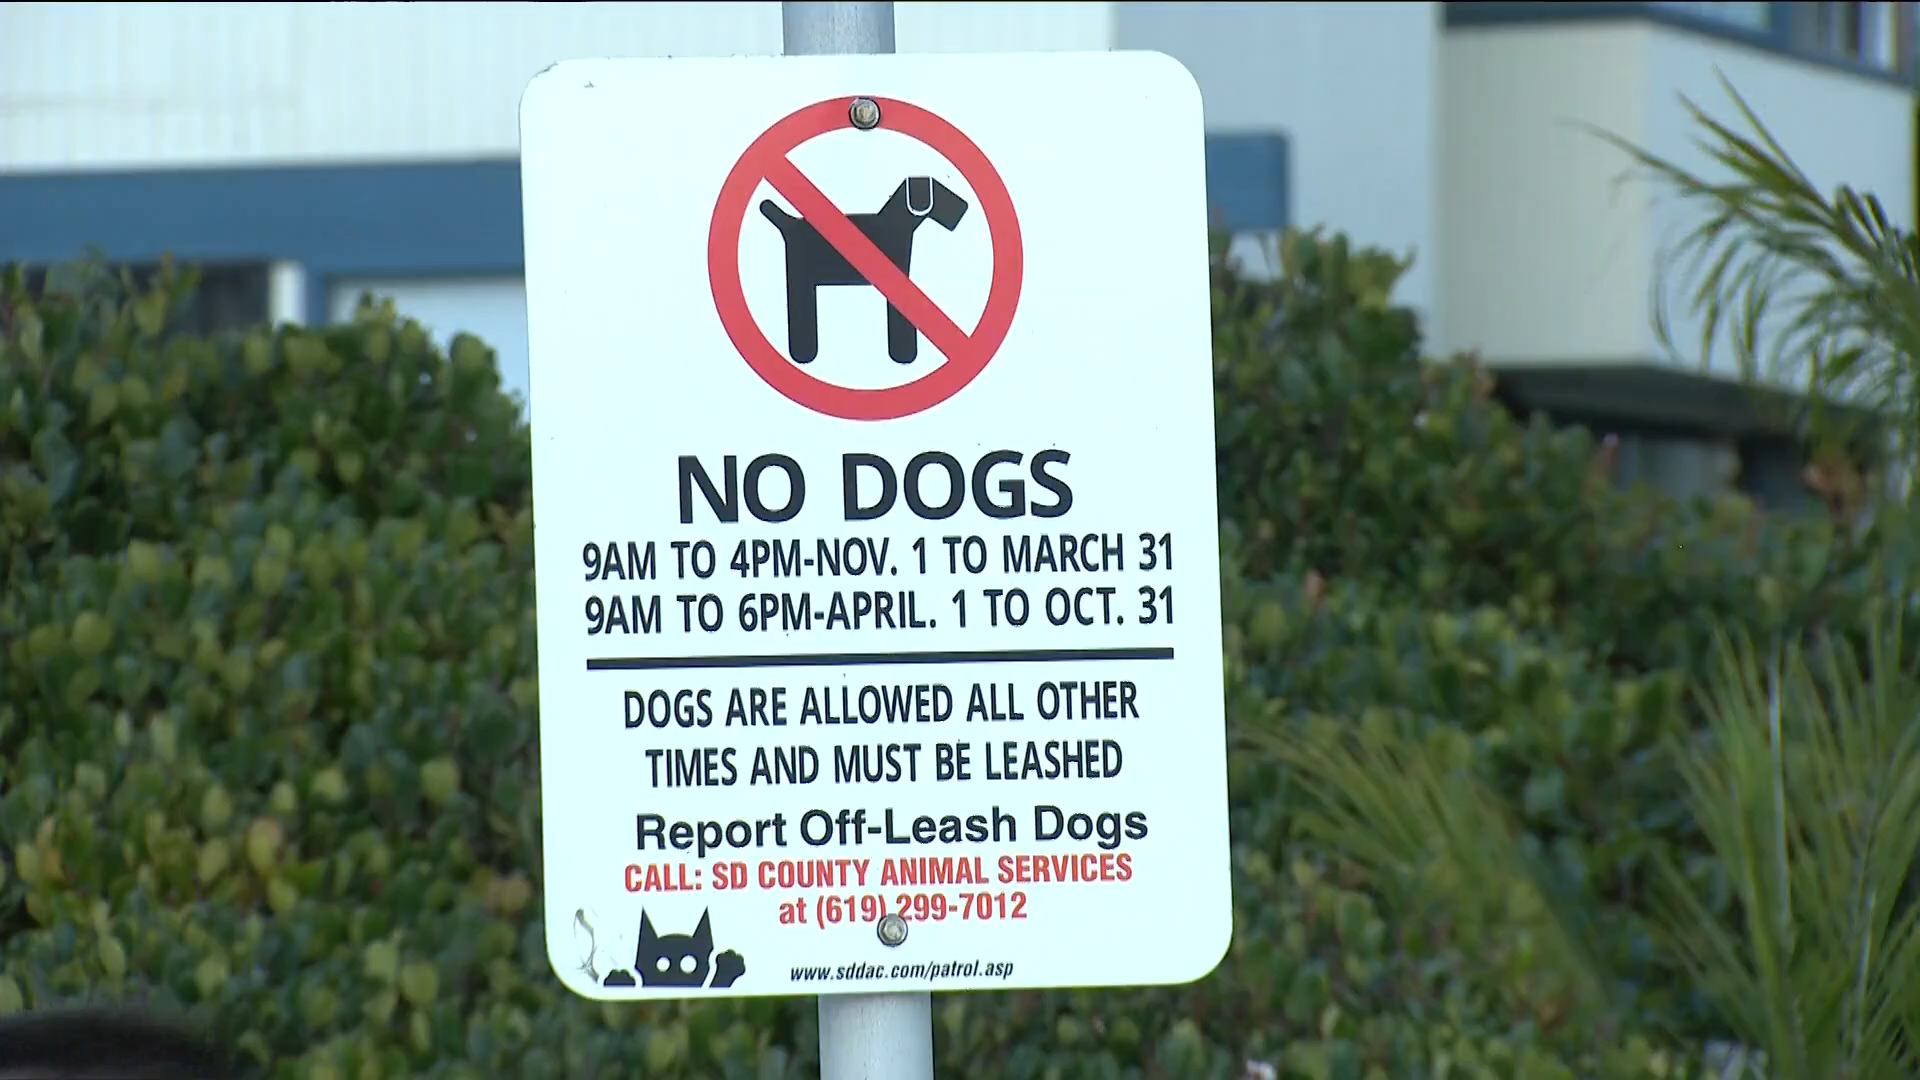 NO DOGS
9AM TO 4PM-NOV. 1 TO MARCH 31
9AM TO 6PM-APRIL. 1 TO OCT. 31
DOGS ARE ALLOWED ALL OTHER
TIMES AND MUST BE LEASHED
Report Off-Leash Dogs
CALL: SD COUNTY ANIMAL SERVICES
at (619) 299-7012
www.sddac.com/patrol.asp